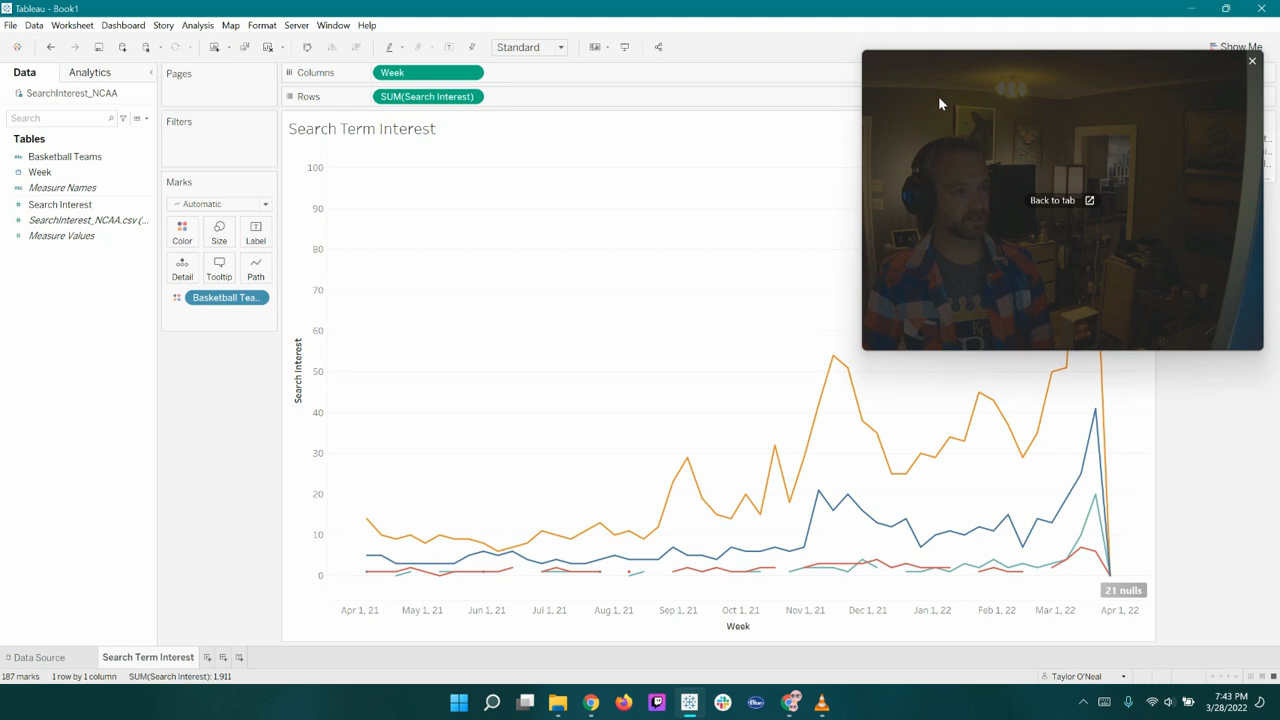 Tableau - Book1
File Data Worksheet Dashboard Story Analysis Map Format Server Window Help
Standard
Show Me
Data Analytics
SearchInterest_NCAA
Search
Tables
Basketball Teams
Week
Measure Names
Search Interest
SearchInterest_NCAA.csv (...
Measure Values
Pages
Filters
Marks
Automatic
Color Size Label
Detail Tooltip Path
Basketball Tea..
Columns Week
Rows SUM(Search Interest)
Search Term Interest
Back to tab
100
90
80
70
60
50
40
30
20
10
0
Search Interest
21 nulls
Apr 1, 21 May 1, 21 Jun 1, 21 Jul 1, 21 Aug 1, 21 Sep 1, 21 Oct 1, 21 Nov 1, 21 Dec 1, 21 Jan 1, 22 Feb 1, 22 Mar 1, 22 Apr 1, 22
Week
Data Source Search Term Interest
187 marks 1 row by 1 column SUM(Search Interest): 1,911
Taylor O'Neal
7:43 PM
3/28/2022